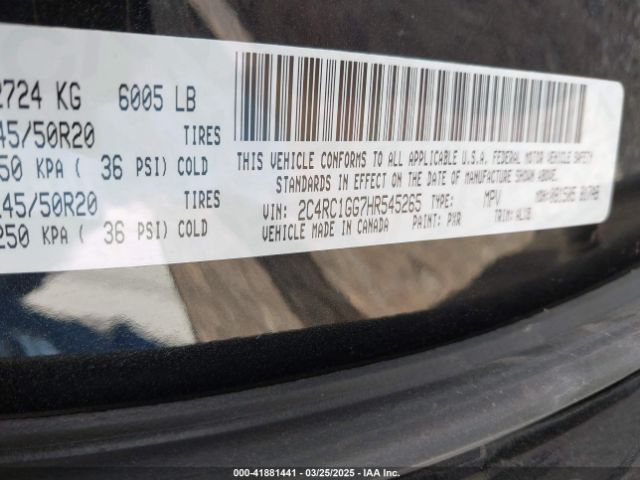 2724 KG 6005 LB
45/50R20 TIRES
50 KPA ( 36 PSI) COLD
45/50R20 TIRES
250 KPA ( 36 PSI) COLD
THIS VEHICLE CONFORMS TO ALL APPLICABLE U.S.A. FEDERAL MOTOR VEHICLE SAFETY
STANDARDS IN EFFECT ON THE DATE OF MANUFACTURE SHOWN ABOVE.
VIN: 2C4RC1GG7HR545265 TYPE: MPV MDH:
VEHICLE MADE IN CANADA PAINT: PXR TRIM: ALTB
000-41881441 - 03/25/2025 - IAA Inc.